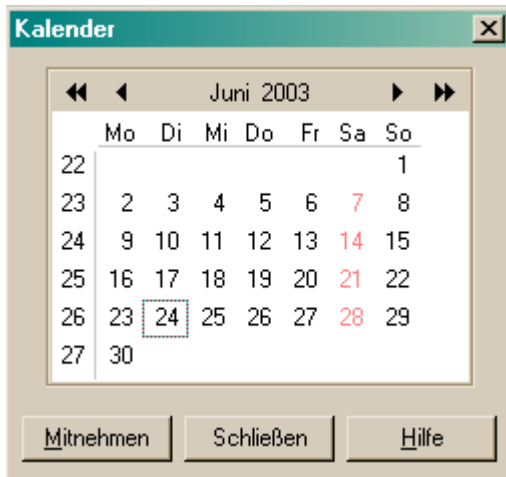 Kalender
Juni 2003
Mo Di Mi Do Fr Sa So
22 1
23 2 3 4 5 6 7 8
24 9 10 11 12 13 14 15
25 16 17 18 19 20 21 22
26 23 24 25 26 27 28 29
27 30
Mitnehmen Schließen Hilfe